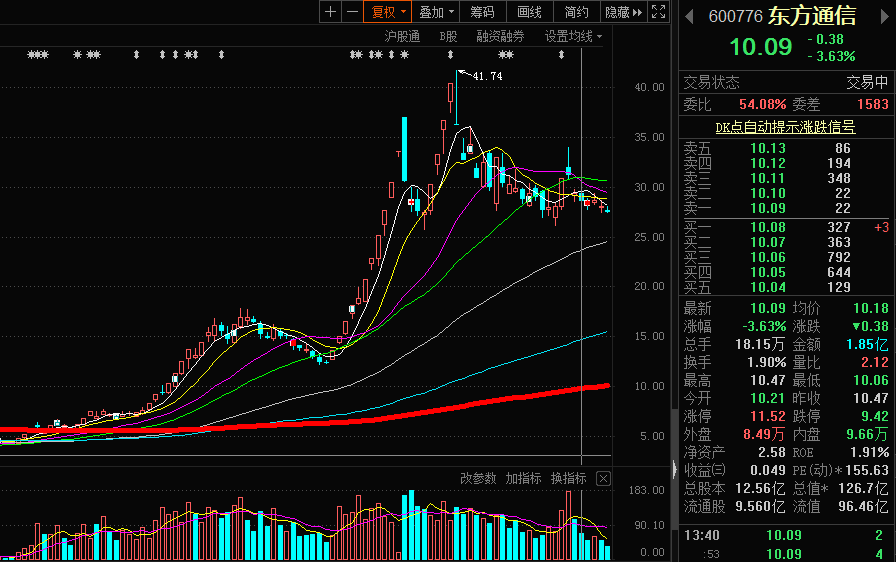 复权 叠加 筹码 画线 简约 隐藏
沪股通 B股 融资融券 设置均线
41.74
40.00
35.00
30.00
25.00
20.00
15.00
10.00
5.00
改参数 加指标 换指标
183.00
90.10
0.00
600776 东方通信
10.09 -0.38
-3.63%
交易状态 交易中
委比 54.08% 委差 1583
DK点自动提示涨跌信号
卖五 10.13 86
卖四 10.12 194
卖三 10.11 348
卖二 10.10 22
卖一 10.09 22
买一 10.08 327 +3
买二 10.07 363
买三 10.06 792
买四 10.05 644
买五 10.04 129
最新 10.09 均价 10.18
涨幅 -3.63% 涨跌 ▼0.38
总手 18.15万 金额 1.85亿
换手 1.90% 量比 2.12
最高 10.47 最低 10.06
今开 10.21 昨收 10.47
涨停 11.52 跌停 9.42
外盘 8.49万 内盘 9.66万
净资产 2.58 ROE 1.91%
收益㈢ 0.049 PE(动)* 155.63
总股本 12.56亿 总值* 126.7亿
流通股 9.560亿 流值 96.46亿
13:40 10.09 2
:53 10.09 4